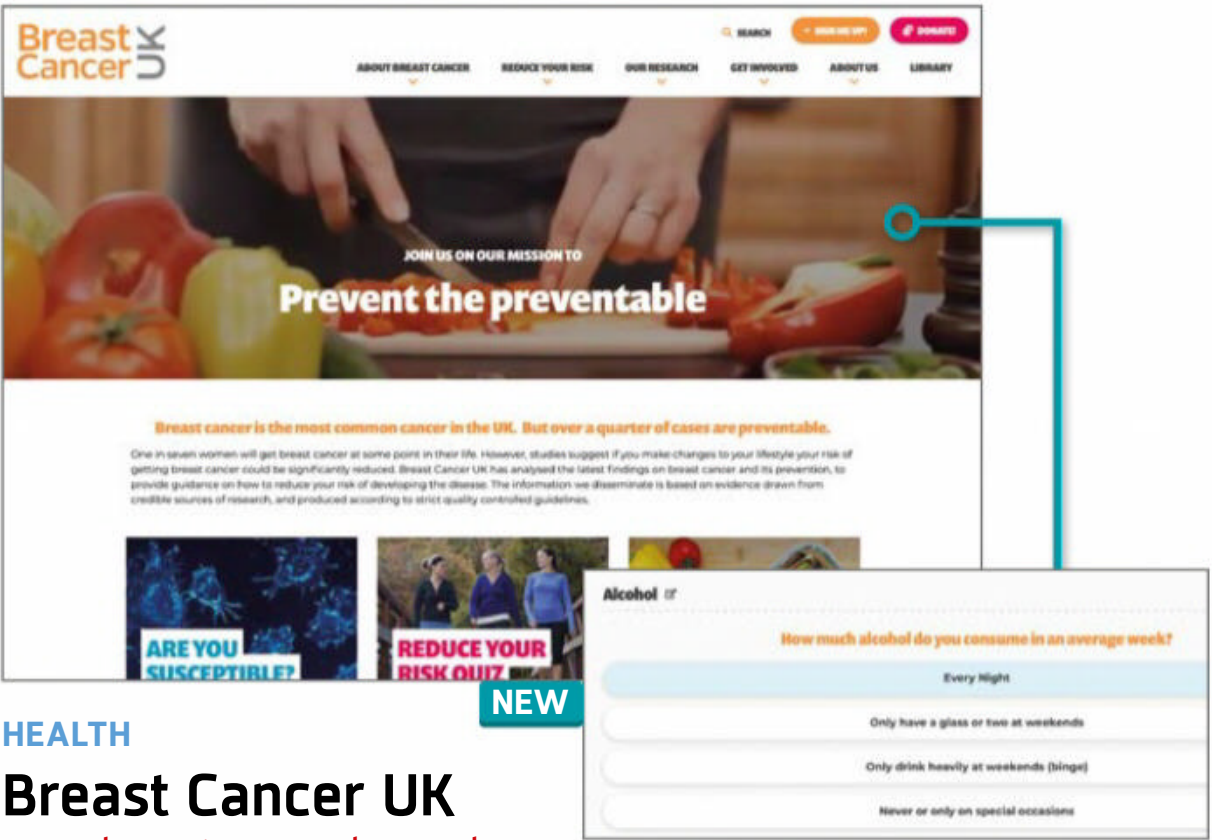 Breast
Cancer UK
SEARCH
SIGN ME UP!
DONATE!
ABOUT BREAST CANCER
REDUCE YOUR RISK
OUR RESEARCH
GET INVOLVED
ABOUT US
LIBRARY
JOIN US ON OUR MISSION TO
Prevent the preventable
Breast cancer is the most common cancer in the UK. But over a quarter of cases are preventable.
One in seven women will get breast cancer at some point in their life. However, studies suggest if you make changes to your lifestyle your risk of
getting breast cancer could be significantly reduced. Breast Cancer UK has analysed the latest findings on breast cancer and its prevention, to
provide guidance on how to reduce your risk of developing the disease. The information we disseminate is based on evidence drawn from
credible sources of research, and produced according to strict quality controlled guidelines.
ARE YOU
SUSCEPTIBLE?
REDUCE YOUR
RISK QUIZ
Alcohol
How much alcohol do you consume in an average week?
Every Night
Only have a glass or two at weekends
Only drink heavily at weekends (binge)
Never or only on special occasions
NEW
HEALTH
Breast Cancer UK